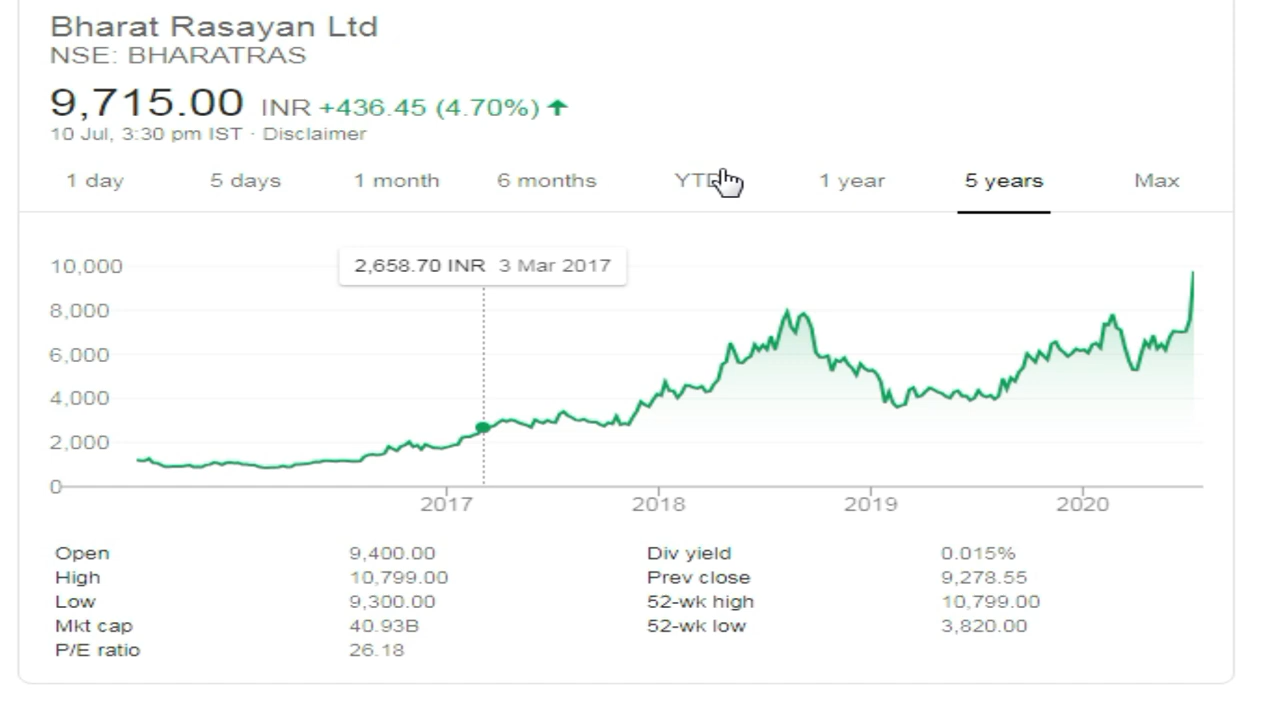 Bharat Rasayan Ltd
NSE: BHARATRAS
9,715.00 INR +436.45 (4.70%)
10 Jul, 3:30 pm IST · Disclaimer
1 day 5 days 1 month 6 months 1 year 5 years Max
2,658.70 INR 3 Mar 2017
10,000
8,000
6,000
4,000
2,000
0
2017 2018 2019 2020
Open 9,400.00 Div yield 0.015%
High 10,799.00 Prev close 9,278.55
Low 9,300.00 52-wk high 10,799.00
Mkt cap 40.93B 52-wk low 3,820.00
P/E ratio 26.18